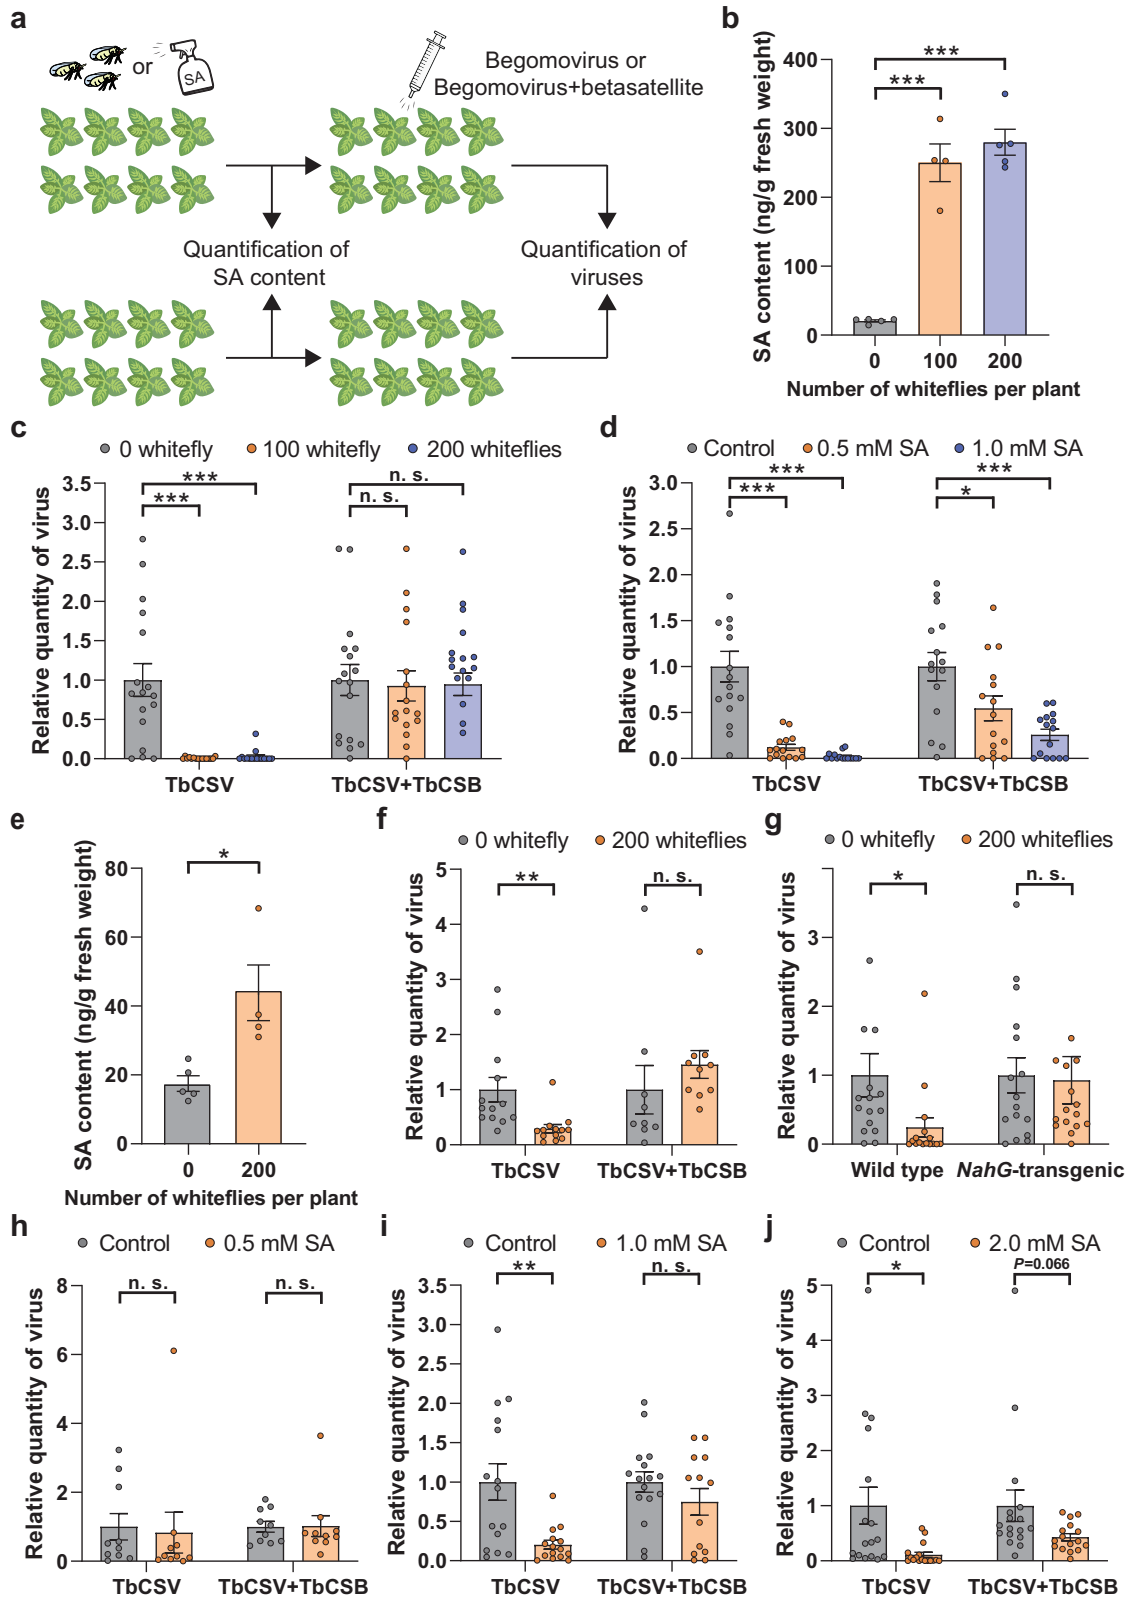 a
or
SA
Begomovirus or
Begomovirus+betasatellite
Quantification of
SA content
Quantification of
viruses
b
SA content (ng/g fresh weight)
400
300
200
100
0
***
***
0
100
200
Number of whiteflies per plant
c
0 whitefly
100 whitefly
200 whiteflies
Relative quantity of virus
3.5
3.0
2.5
2.0
1.5
1.0
0.5
0.0
***
***
n. s.
n. s.
TbCSV
TbCSV+TbCSB
d
Control
0.5 mM SA
1.0 mM SA
Relative quantity of virus
3.0
2.5
2.0
1.5
1.0
0.5
0.0
***
***
***
*
TbCSV
TbCSV+TbCSB
e
SA content (ng/g fresh weight)
80
60
40
20
0
*
0
200
Number of whiteflies per plant
f
0 whitefly
200 whiteflies
Relative quantity of virus
5
4
3
2
1
0
**
n. s.
TbCSV
TbCSV+TbCSB
g
0 whitefly
200 whiteflies
Relative quantity of virus
3
2
1
0
*
n. s.
Wild type
NahG-transgenic
h
Control
0.5 mM SA
Relative quantity of virus
8
6
4
2
0
n. s.
n. s.
TbCSV
TbCSV+TbCSB
i
Control
1.0 mM SA
Relative quantity of virus
3.5
3.0
2.5
2.0
1.5
1.0
0.5
0.0
**
n. s.
TbCSV
TbCSV+TbCSB
j
Control
2.0 mM SA
Relative quantity of virus
5
4
3
2
1
0
*
P=0.066
TbCSV
TbCSV+TbCSB